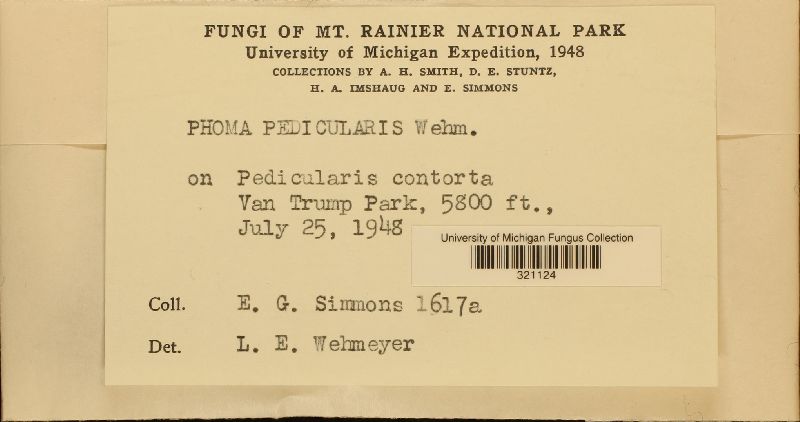 FUNGI OF MT. RAINIER NATIONAL PARK
University of Michigan Expedition, 1948
COLLECTIONS BY A. H. SMITH, D. E. STUNTZ,
H. A. IMSHAUG AND E. SIMMONS
PHOMA PEDICULARIS Wehm.
on Pedicularis contorta
Van Trump Park, 5800 ft.,
July 25, 1948
University of Michigan Fungus Collection
321124
Coll. E. G. Simmons 1617a
Det. L. E. Wehmeyer